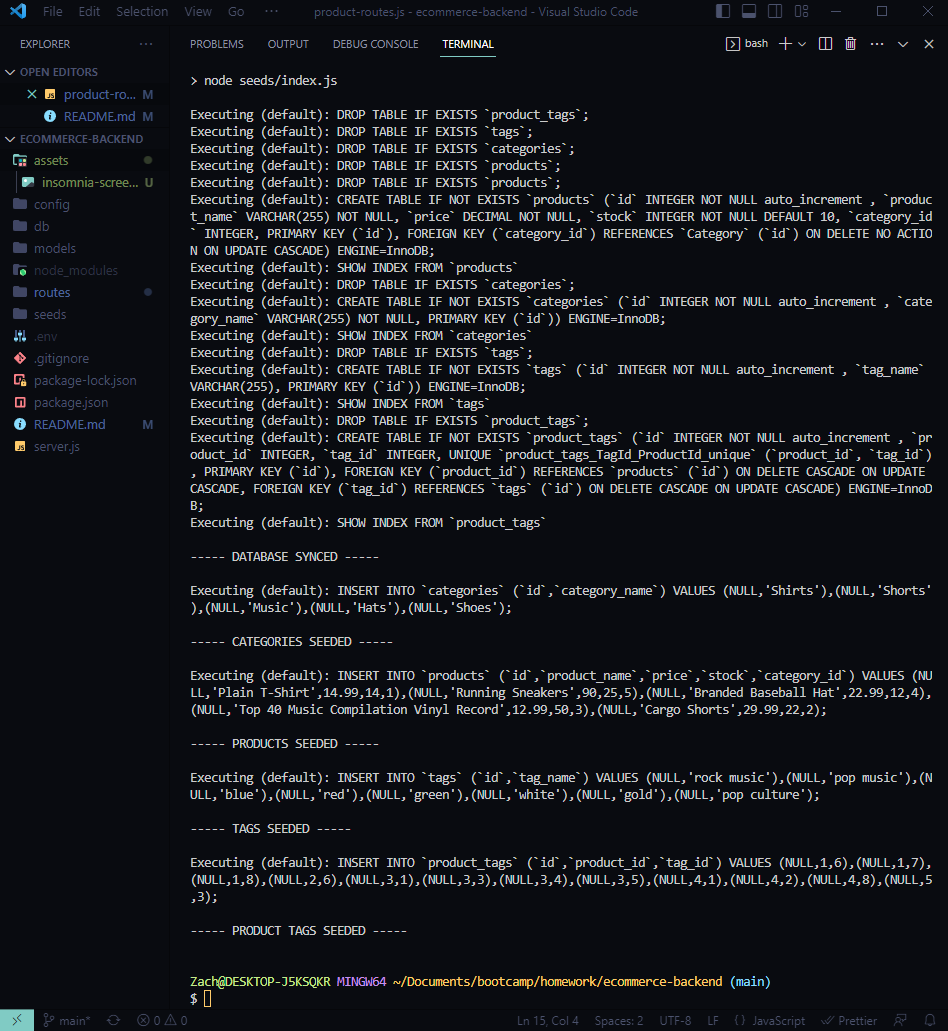 File Edit Selection View Go ··· product-routes.js - ecommerce-backend - Visual Studio Code
EXPLORER ···
PROBLEMS OUTPUT DEBUG CONSOLE TERMINAL bash
OPEN EDITORS
product-ro... M
README.md M
ECOMMERCE-BACKEND
assets
insomnia-scree... U
config
db
models
node_modules
routes
seeds
.env
.gitignore
package-lock.json
package.json
README.md M
server.js
> node seeds/index.js
Executing (default): DROP TABLE IF EXISTS `product_tags`;
Executing (default): DROP TABLE IF EXISTS `tags`;
Executing (default): DROP TABLE IF EXISTS `categories`;
Executing (default): DROP TABLE IF EXISTS `products`;
Executing (default): DROP TABLE IF EXISTS `products`;
Executing (default): CREATE TABLE IF NOT EXISTS `products` (`id` INTEGER NOT NULL auto_increment , `produc
t_name` VARCHAR(255) NOT NULL, `price` DECIMAL NOT NULL, `stock` INTEGER NOT NULL DEFAULT 10, `category_id
` INTEGER, PRIMARY KEY (`id`), FOREIGN KEY (`category_id`) REFERENCES `Category` (`id`) ON DELETE NO ACTIO
N ON UPDATE CASCADE) ENGINE=InnoDB;
Executing (default): SHOW INDEX FROM `products`
Executing (default): DROP TABLE IF EXISTS `categories`;
Executing (default): CREATE TABLE IF NOT EXISTS `categories` (`id` INTEGER NOT NULL auto_increment , `cate
gory_name` VARCHAR(255) NOT NULL, PRIMARY KEY (`id`)) ENGINE=InnoDB;
Executing (default): SHOW INDEX FROM `categories`
Executing (default): DROP TABLE IF EXISTS `tags`;
Executing (default): CREATE TABLE IF NOT EXISTS `tags` (`id` INTEGER NOT NULL auto_increment , `tag_name`
VARCHAR(255), PRIMARY KEY (`id`)) ENGINE=InnoDB;
Executing (default): SHOW INDEX FROM `tags`
Executing (default): DROP TABLE IF EXISTS `product_tags`;
Executing (default): CREATE TABLE IF NOT EXISTS `product_tags` (`id` INTEGER NOT NULL auto_increment , `pr
oduct_id` INTEGER, `tag_id` INTEGER, UNIQUE `product_tags_TagId_ProductId_unique` (`product_id`, `tag_id`)
, PRIMARY KEY (`id`), FOREIGN KEY (`product_id`) REFERENCES `products` (`id`) ON DELETE CASCADE ON UPDATE
CASCADE, FOREIGN KEY (`tag_id`) REFERENCES `tags` (`id`) ON DELETE CASCADE ON UPDATE CASCADE) ENGINE=InnoD
B;
Executing (default): SHOW INDEX FROM `product_tags`
----- DATABASE SYNCED -----
Executing (default): INSERT INTO `categories` (`id`,`category_name`) VALUES (NULL,'Shirts'),(NULL,'Shorts'
),(NULL,'Music'),(NULL,'Hats'),(NULL,'Shoes');
----- CATEGORIES SEEDED -----
Executing (default): INSERT INTO `products` (`id`,`product_name`,`price`,`stock`,`category_id`) VALUES (NU
LL,'Plain T-Shirt',14.99,14,1),(NULL,'Running Sneakers',90,25,5),(NULL,'Branded Baseball Hat',22.99,12,4),
(NULL,'Top 40 Music Compilation Vinyl Record',12.99,50,3),(NULL,'Cargo Shorts',29.99,22,2);
----- PRODUCTS SEEDED -----
Executing (default): INSERT INTO `tags` (`id`,`tag_name`) VALUES (NULL,'rock music'),(NULL,'pop music'),(N
ULL,'blue'),(NULL,'red'),(NULL,'green'),(NULL,'white'),(NULL,'gold'),(NULL,'pop culture');
----- TAGS SEEDED -----
Executing (default): INSERT INTO `product_tags` (`id`,`product_id`,`tag_id`) VALUES (NULL,1,6),(NULL,1,7),
(NULL,1,8),(NULL,2,6),(NULL,3,1),(NULL,3,3),(NULL,3,4),(NULL,3,5),(NULL,4,1),(NULL,4,2),(NULL,4,8),(NULL,5
,3);
----- PRODUCT TAGS SEEDED -----
Zach@DESKTOP-J5KSQKR MINGW64 ~/Documents/bootcamp/homework/ecommerce-backend (main)
$
main* 0 0 Ln 15, Col 4 Spaces: 2 UTF-8 LF {} JavaScript Prettier